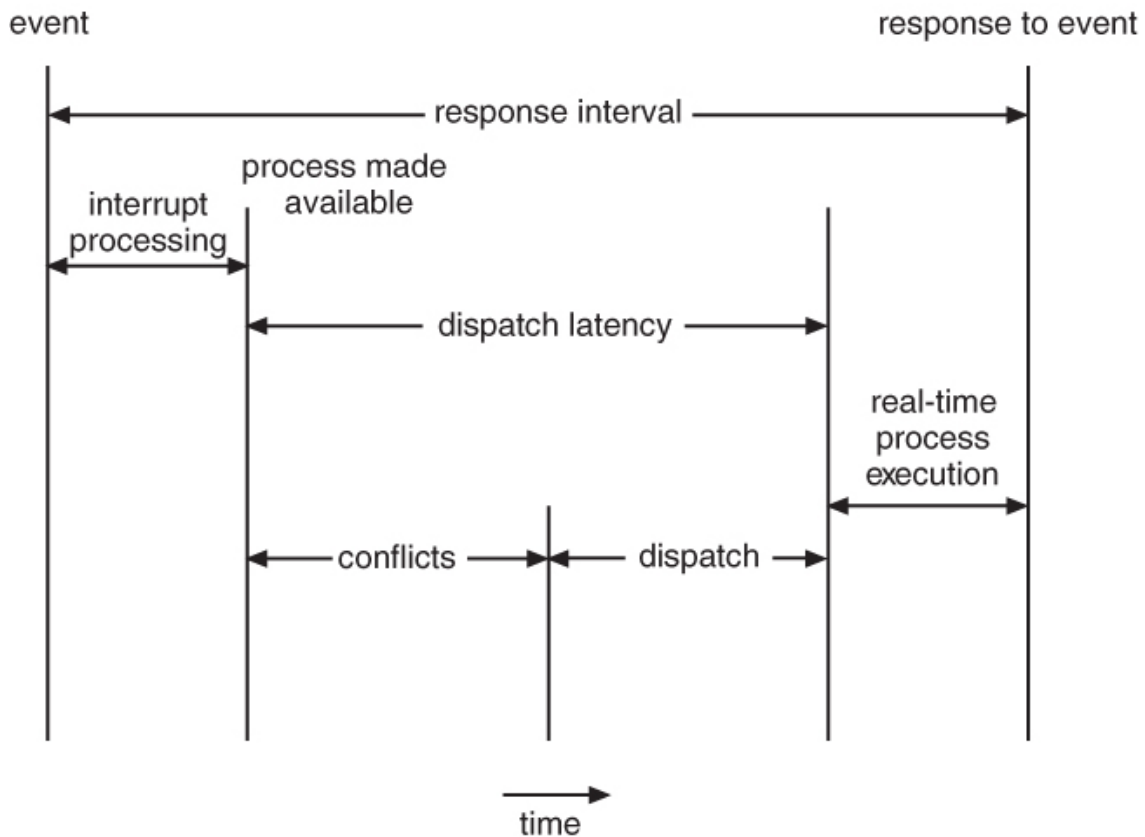 event
response to event
response interval
process made
available
interrupt
processing
dispatch latency
real-time
process
execution
conflicts
dispatch
time